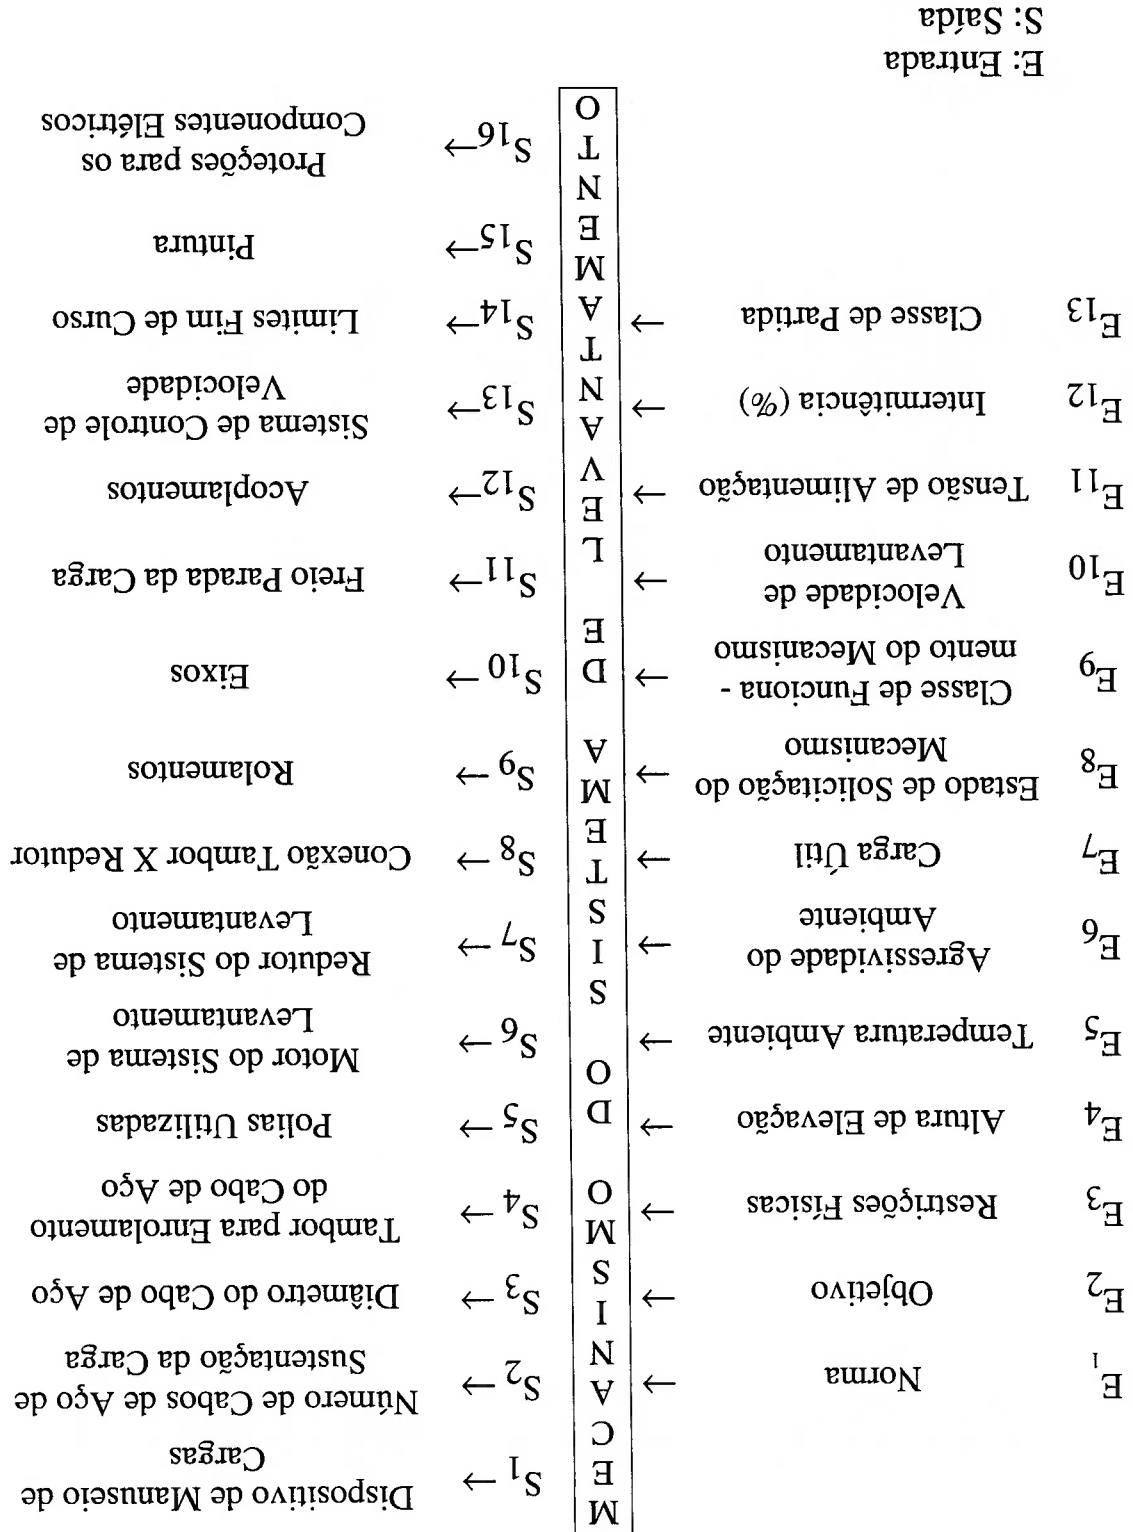 S1 → Dispositivo de Manuseio de
Cargas
E1 Norma →
S2 → Número de Cabos de Aço de
Sustentação da Carga
E2 Objetivo →
S3 → Diâmetro do Cabo de Aço
E3 Restrições Físicas →
S4 → Tambor para Enrolamento
do Cabo de Aço
E4 Altura de Elevação →
S5 → Polias Utilizadas
E5 Temperatura Ambiente →
S6 → Motor do Sistema de
Levantamento
E6 Agressividade do
Ambiente →
S7 → Redutor do Sistema de
Levantamento
E7 Carga Útil →
S8 → Conexão Tambor X Redutor
E8 Estado de Solicitação do
Mecanismo →
S9 → Rolamentos
E9 Classe de Funciona -
mento do Mecanismo →
S10 → Eixos
E10 Velocidade de
Levantamento →
S11 → Freio Parada da Carga
E11 Tensão de Alimentação →
S12 → Acoplamentos
E12 Intermitência (%) →
S13 → Sistema de Controle de
Velocidade
E13 Classe de Partida →
S14 → Limites Fim de Curso
S15 → Pintura
S16 → Proteções para os
Componentes Elétricos
MECANISMO DO SISTEMA DE LEVANTAMENTO
E: Entrada
S: Saída